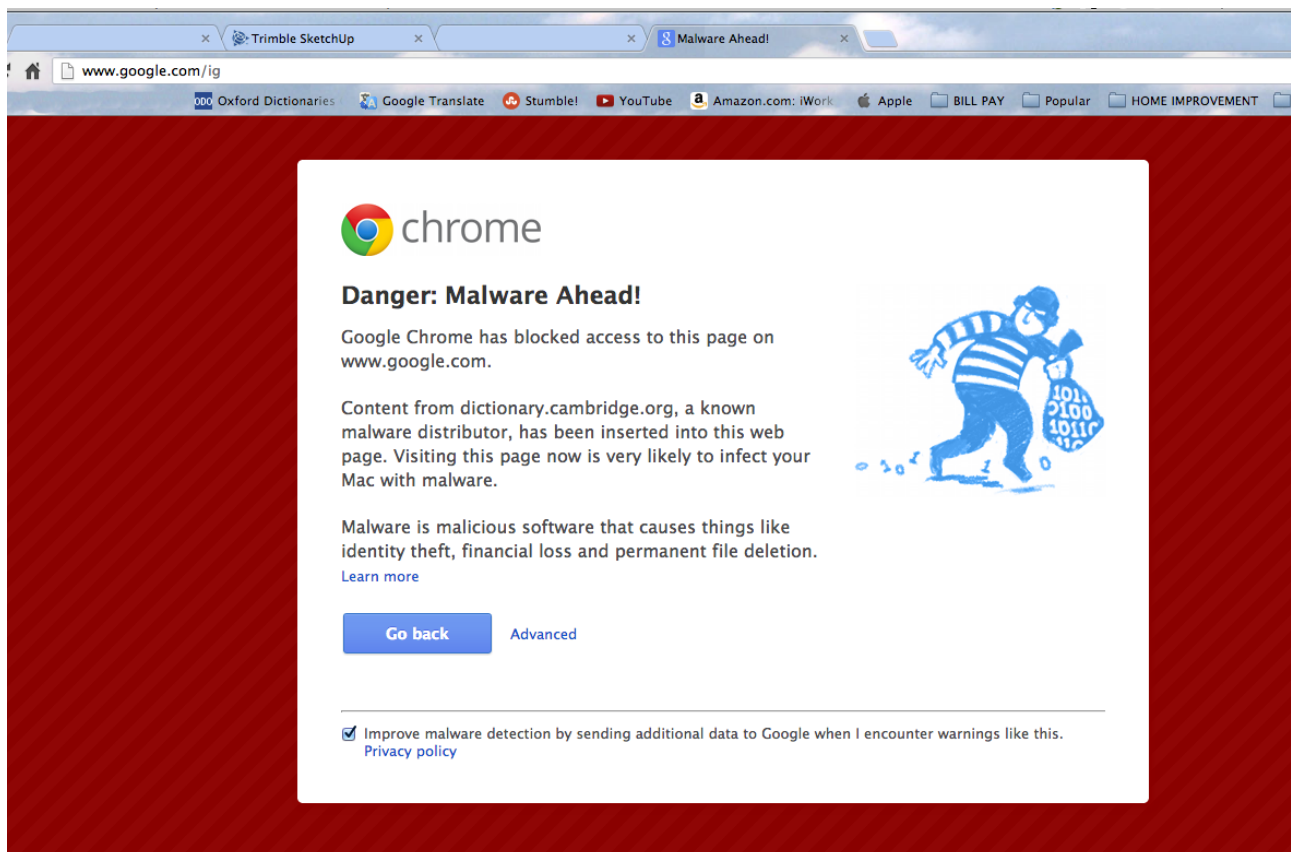 Trimble SketchUp
Malware Ahead!
www.google.com/ig
Oxford Dictionaries
Google Translate
Stumble!
YouTube
Amazon.com: iWork
Apple
BILL PAY
Popular
HOME IMPROVEMENT
chrome
Danger: Malware Ahead!
Google Chrome has blocked access to this page on
www.google.com.
Content from dictionary.cambridge.org, a known
malware distributor, has been inserted into this web
page. Visiting this page now is very likely to infect your
Mac with malware.
Malware is malicious software that causes things like
identity theft, financial loss and permanent file deletion.
Learn more
Go back
Advanced
Improve malware detection by sending additional data to Google when I encounter warnings like this.
Privacy policy